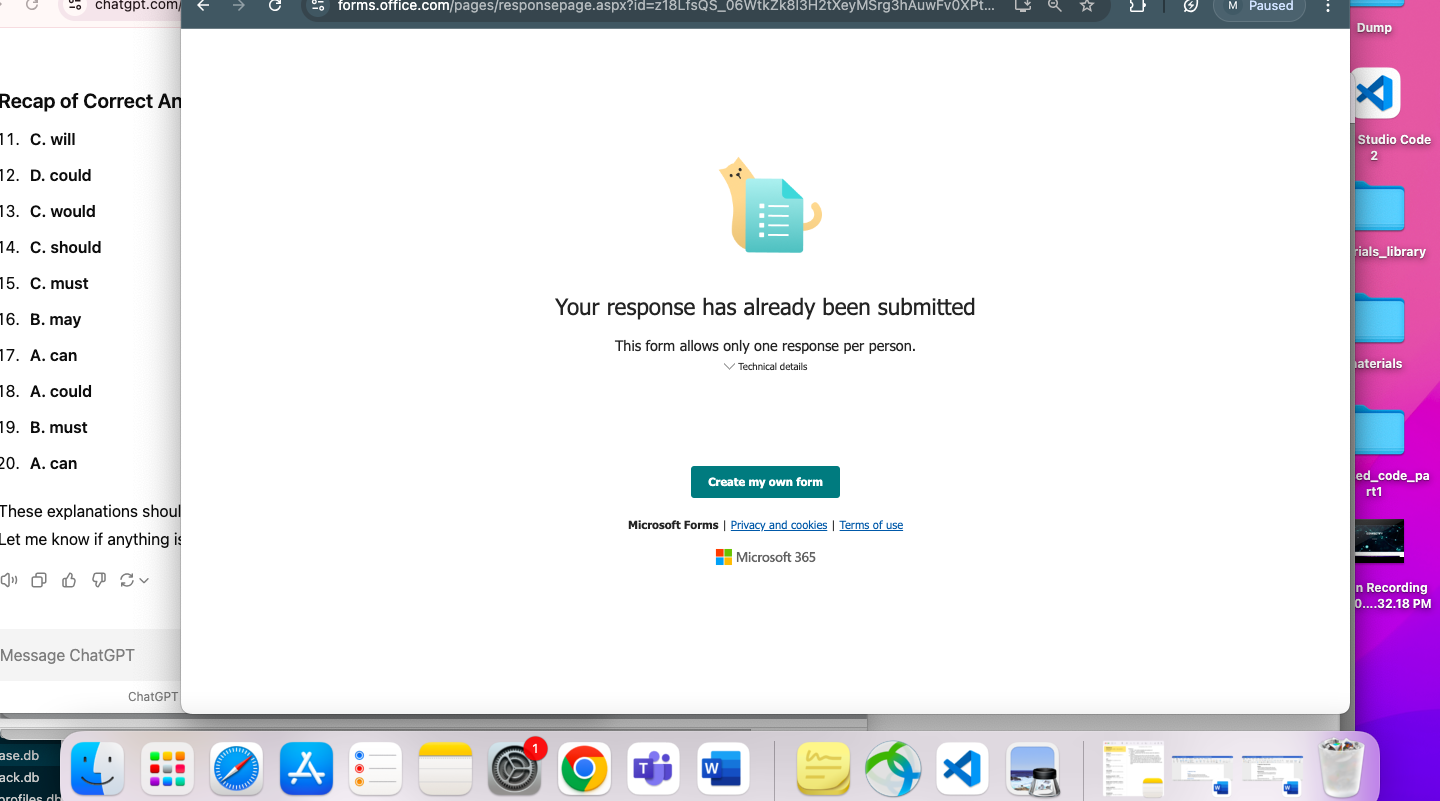 chatgpt.com/
forms.office.com/pages/responsepage.aspx?id=z18LfsQS_06WtkZk8I3H2tXeyMSrg3hAuwFv0XPt...
M Paused
Recap of Correct An
11. C. will
12. D. could
13. C. would
14. C. should
15. C. must
16. B. may
17. A. can
18. A. could
19. B. must
20. A. can
These explanations shoul
Let me know if anything is
Message ChatGPT
ChatGPT
Your response has already been submitted
This form allows only one response per person.
Technical details
Create my own form
Microsoft Forms | Privacy and cookies | Terms of use
Microsoft 365
Dump
Studio Code
2
rials_library
aterials
ed_code_pa
rt1
n Recording
0....32.18 PM
ase.db
ack.db
profiles.db
1